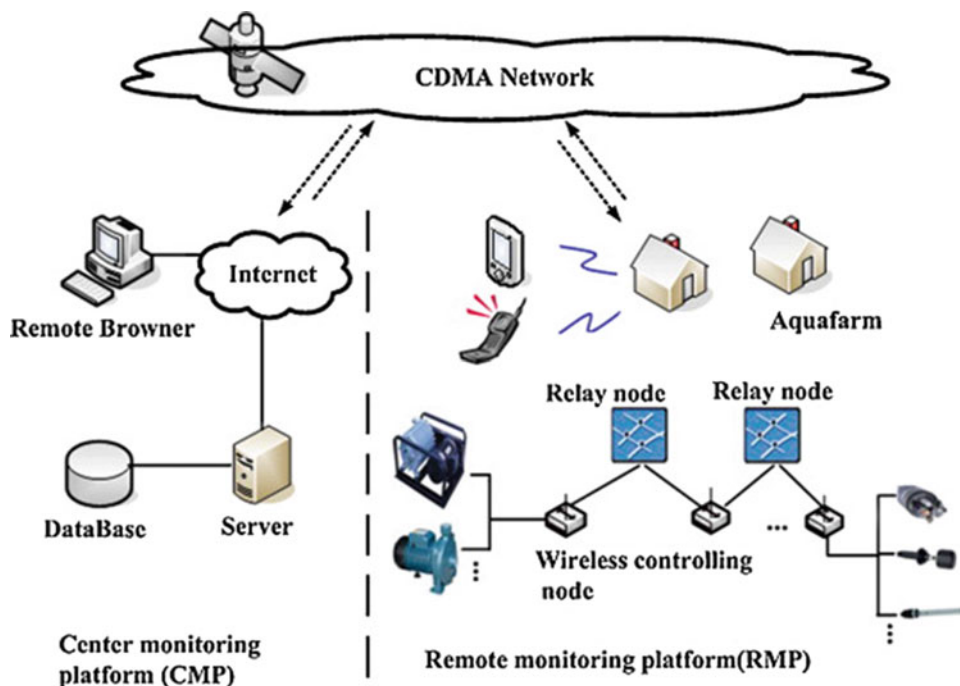 CDMA Network
Internet
Remote Browner
Aquafarm
Relay node
Relay node
DataBase
Server
...
Wireless controlling
node
Center monitoring
platform (CMP)
Remote monitoring platform(RMP)